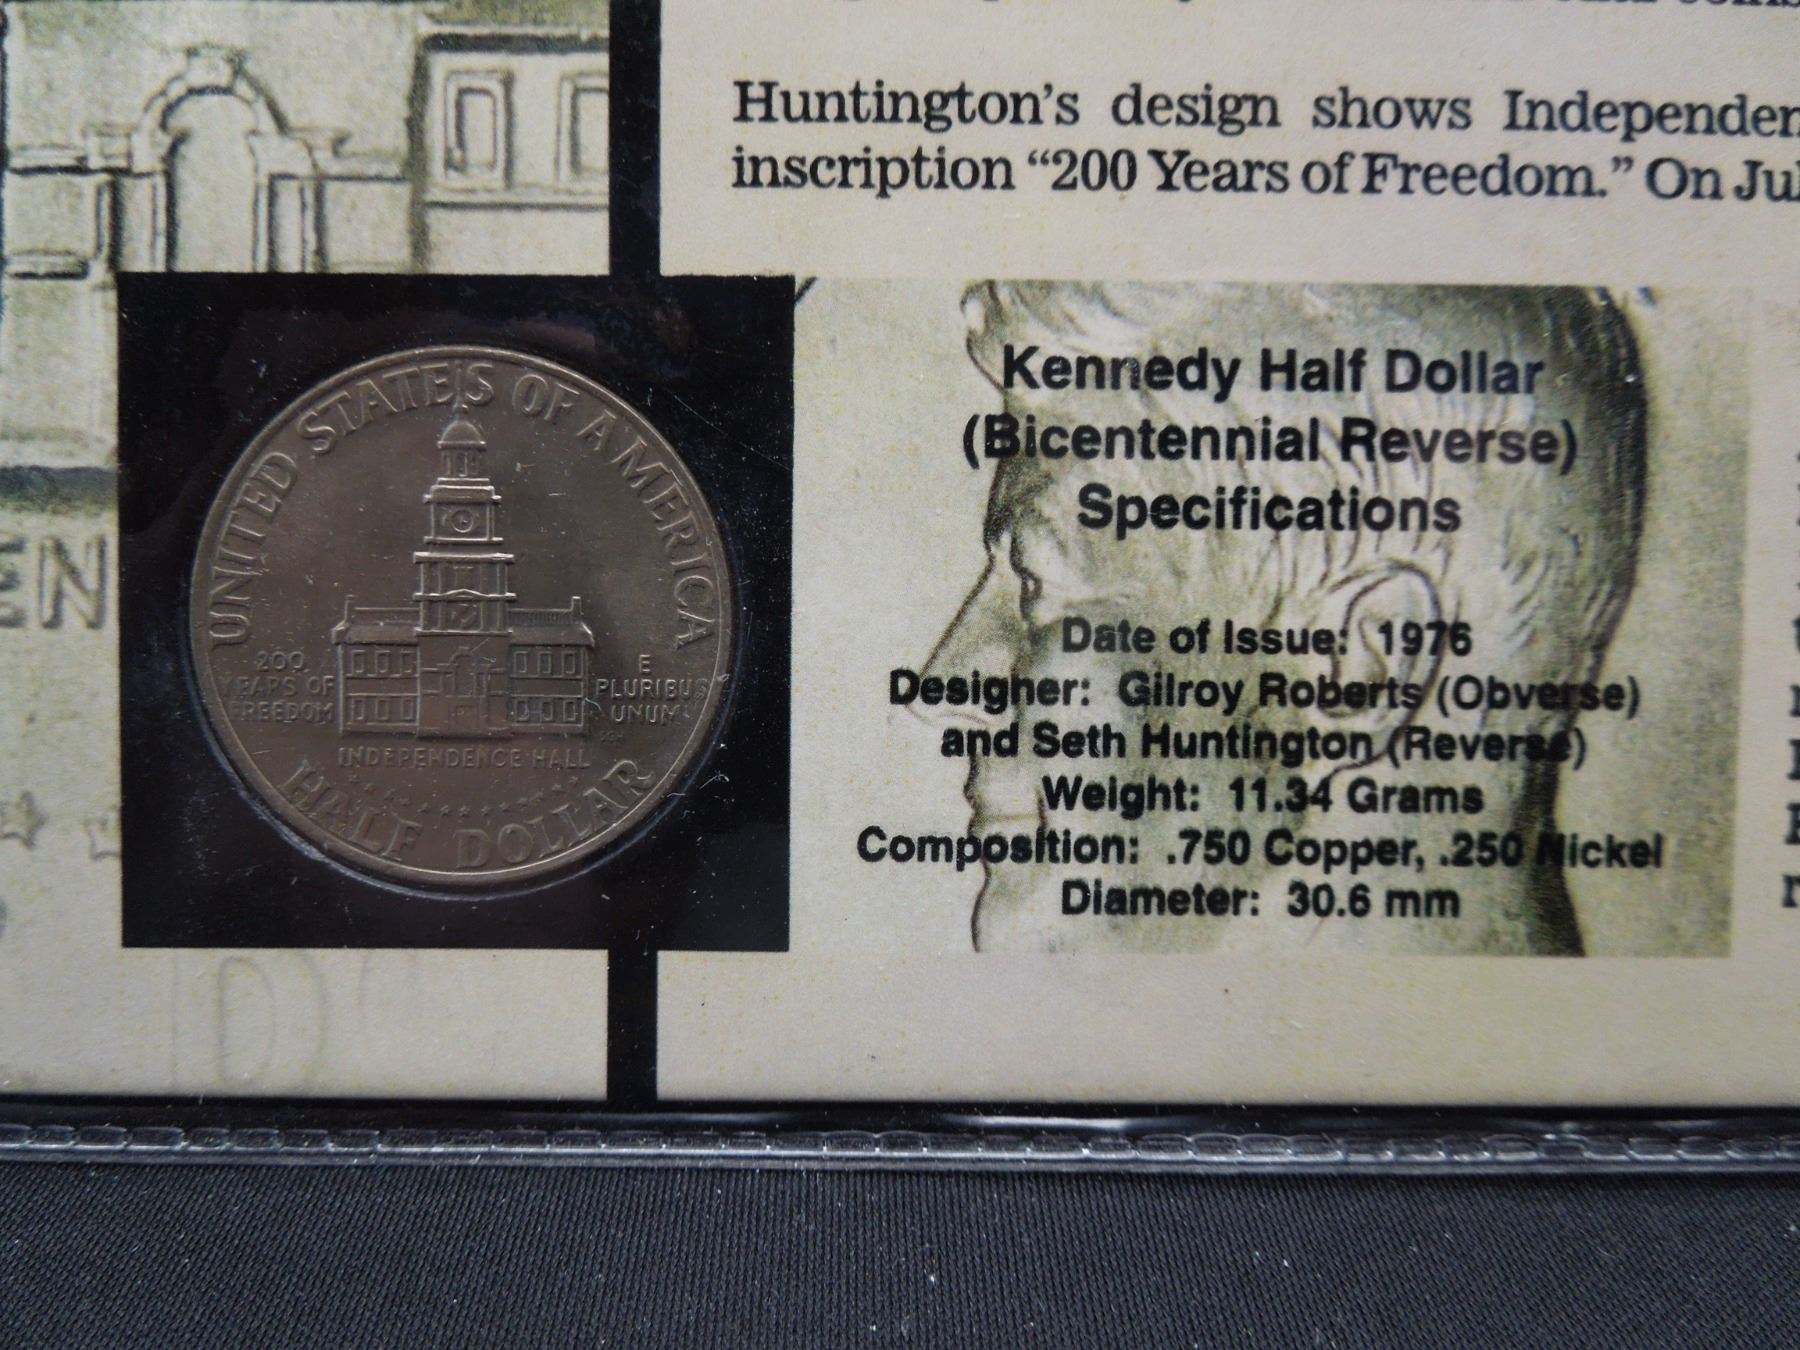 Huntington's design shows
inscription "200 Years of Freedom." On
Kennedy Half Dollar
(Bicentennial Reverse)
Specifications
Date of Issue: 1976
Designer: Gilroy Roberts (Obverse)
and Seth Huntington (Reverse)
Weight: 11.34 Grams
Composition: .750 Copper, .250 Nickel
Diameter: 30.6 mm
UNITED STATES OF AMERICA
200
YEARS OF
FREEDOM
E
PLURIBUS
UNUM
INDEPENDENCE HALL
HALF DOLLAR